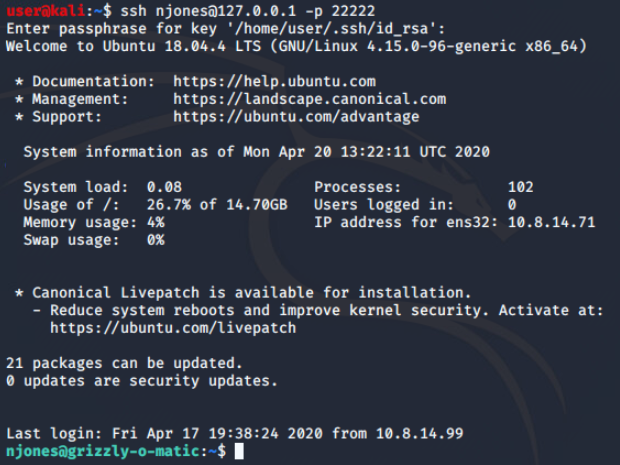 user@kali:~$ ssh njones@127.0.0.1 -p 22222
Enter passphrase for key '/home/user/.ssh/id_rsa':
Welcome to Ubuntu 18.04.4 LTS (GNU/Linux 4.15.0-96-generic x86_64)
* Documentation:  https://help.ubuntu.com
* Management:     https://landscape.canonical.com
* Support:        https://ubuntu.com/advantage
System information as of Mon Apr 20 13:22:11 UTC 2020
System load:  0.08               Processes:             102
Usage of /:   26.7% of 14.70GB   Users logged in:       0
Memory usage: 4%                 IP address for ens32: 10.8.14.71
Swap usage:   0%
* Canonical Livepatch is available for installation.
- Reduce system reboots and improve kernel security. Activate at:
https://ubuntu.com/livepatch
21 packages can be updated.
0 updates are security updates.
Last login: Fri Apr 17 19:38:24 2020 from 10.8.14.99
njones@grizzly-o-matic:~$